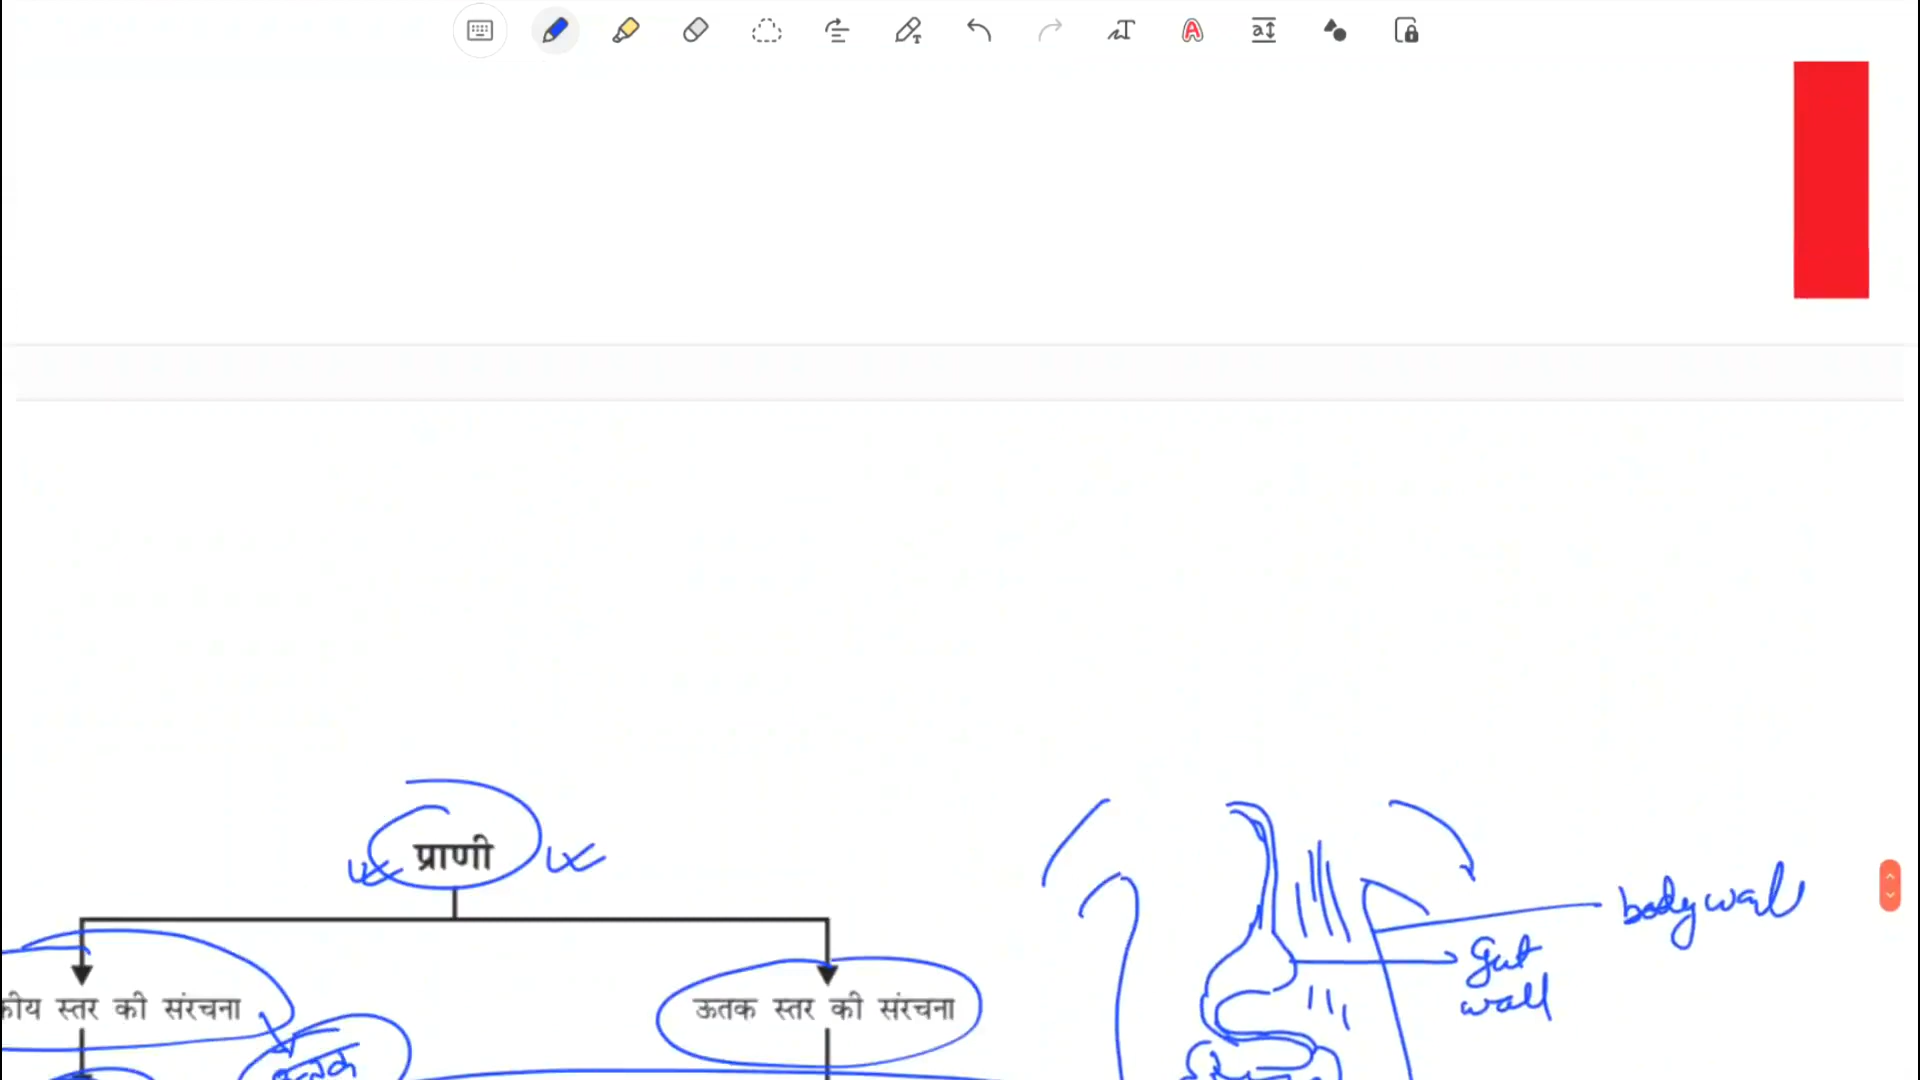 प्राणी
body wall
gut
wall
कीय स्तर की संरचना
ऊतक स्तर की संरचना